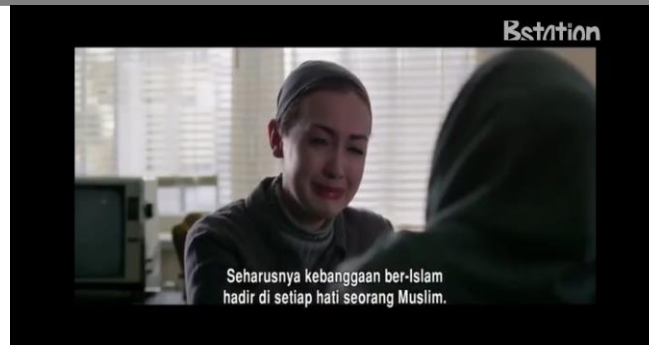 Bstation
Seharusnya kebanggaan ber-Islam
hadir di setiap hati seorang Muslim.